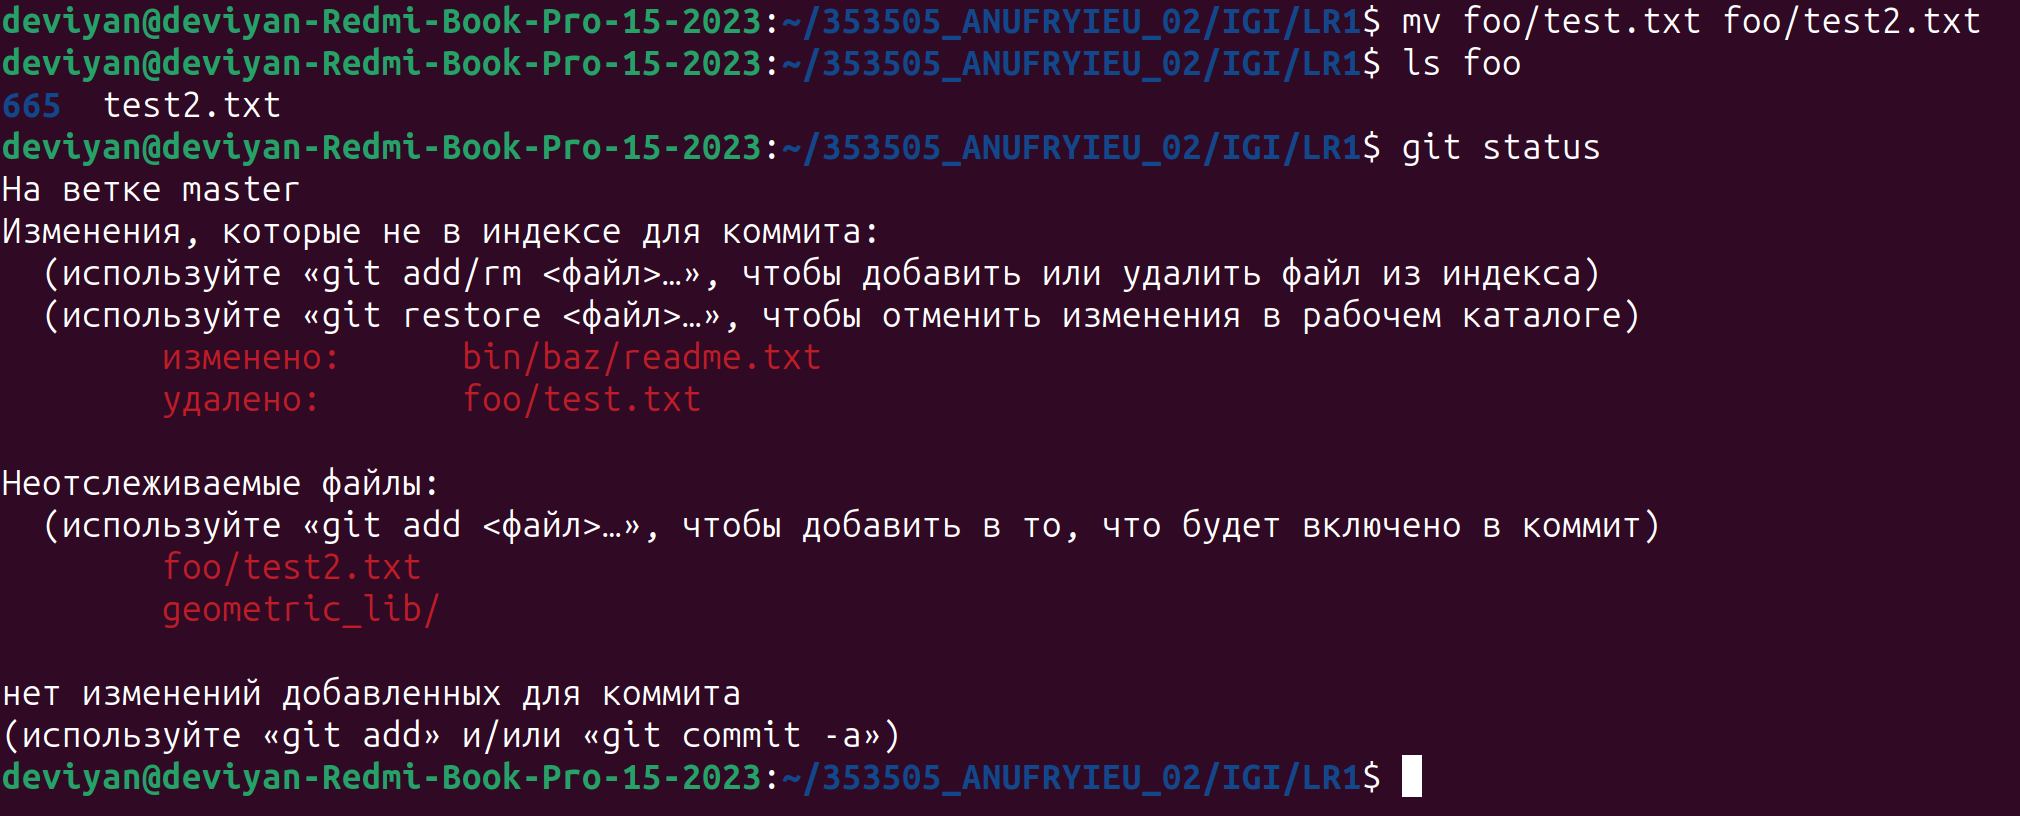 deviyan@deviyan-Redmi-Book-Pro-15-2023:~/353505_ANUFRYIEU_02/IGI/LR1$ mv foo/test.txt foo/test2.txt
deviyan@deviyan-Redmi-Book-Pro-15-2023:~/353505_ANUFRYIEU_02/IGI/LR1$ ls foo
665  test2.txt
deviyan@deviyan-Redmi-Book-Pro-15-2023:~/353505_ANUFRYIEU_02/IGI/LR1$ git status
На ветке master
Изменения, которые не в индексе для коммита:
  (используйте «git add/rm <файл>…», чтобы добавить или удалить файл из индекса)
  (используйте «git restore <файл>…», чтобы отменить изменения в рабочем каталоге)
        изменено:      bin/baz/readme.txt
        удалено:       foo/test.txt

Неотслеживаемые файлы:
  (используйте «git add <файл>…», чтобы добавить в то, что будет включено в коммит)
        foo/test2.txt
        geometric_lib/

нет изменений добавленных для коммита
(используйте «git add» и/или «git commit -a»)
deviyan@deviyan-Redmi-Book-Pro-15-2023:~/353505_ANUFRYIEU_02/IGI/LR1$